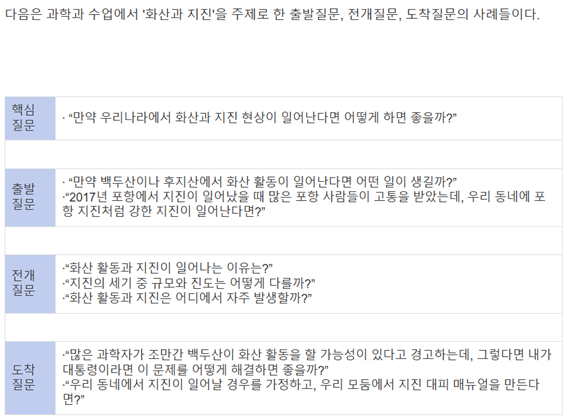 다음은 과학과 수업에서 '화산과 지진'을 주제로 한 출발질문, 전개질문, 도착질문의 사례들이다.
핵심
질문
· “만약 우리나라에서 화산과 지진 현상이 일어난다면 어떻게 하면 좋을까?”
출발
질문
· “만약 백두산이나 후지산에서 화산 활동이 일어난다면 어떤 일이 생길까?”
·“2017년 포항에서 지진이 일어났을 때 많은 포항 사람들이 고통을 받았는데, 우리 동네에 포
항 지진처럼 강한 지진이 일어난다면?”
전개
질문
·“화산 활동과 지진이 일어나는 이유는?”
·“지진의 세기 중 규모와 진도는 어떻게 다를까?”
·“화산 활동과 지진은 어디에서 자주 발생할까?”
도착
질문
·“많은 과학자가 조만간 백두산이 화산 활동을 할 가능성이 있다고 경고하는데, 그렇다면 내가
대통령이라면 이 문제를 어떻게 해결하면 좋을까?”
·“우리 동네에서 지진이 일어날 경우를 가정하고, 우리 모둠에서 지진 대피 매뉴얼을 만든다
면?”